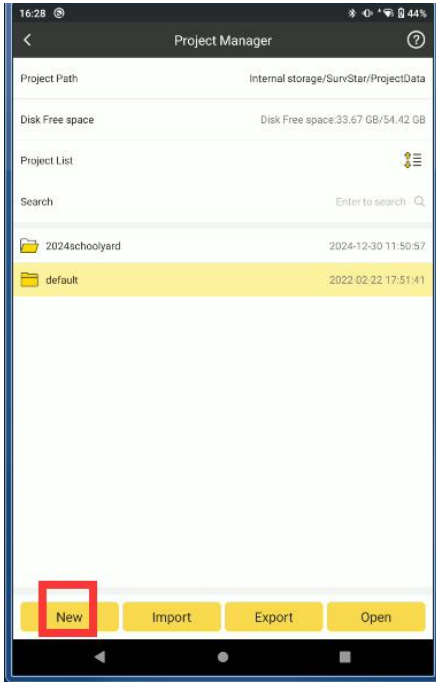 16:28 44%
Project Manager ?
Project Path Internal storage/SurvStar/ProjectData
Disk Free space Disk Free space:33.67 GB/54.42 GB
Project List
Search Enter to search
2024schoolyard 2024-12-30 11:50:57
default 2022-02-22 17:51:41
New Import Export Open